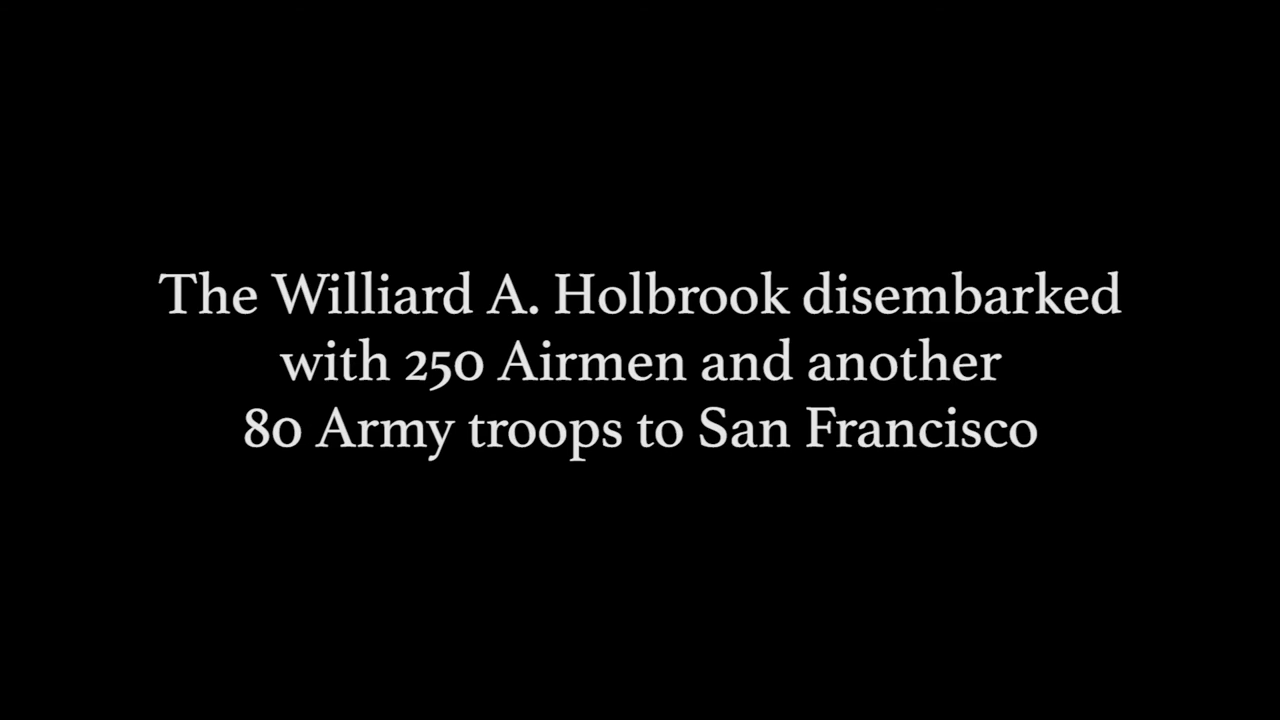 The Williard A. Holbrook disembarked
with 250 Airmen and another
80 Army troops to San Francisco